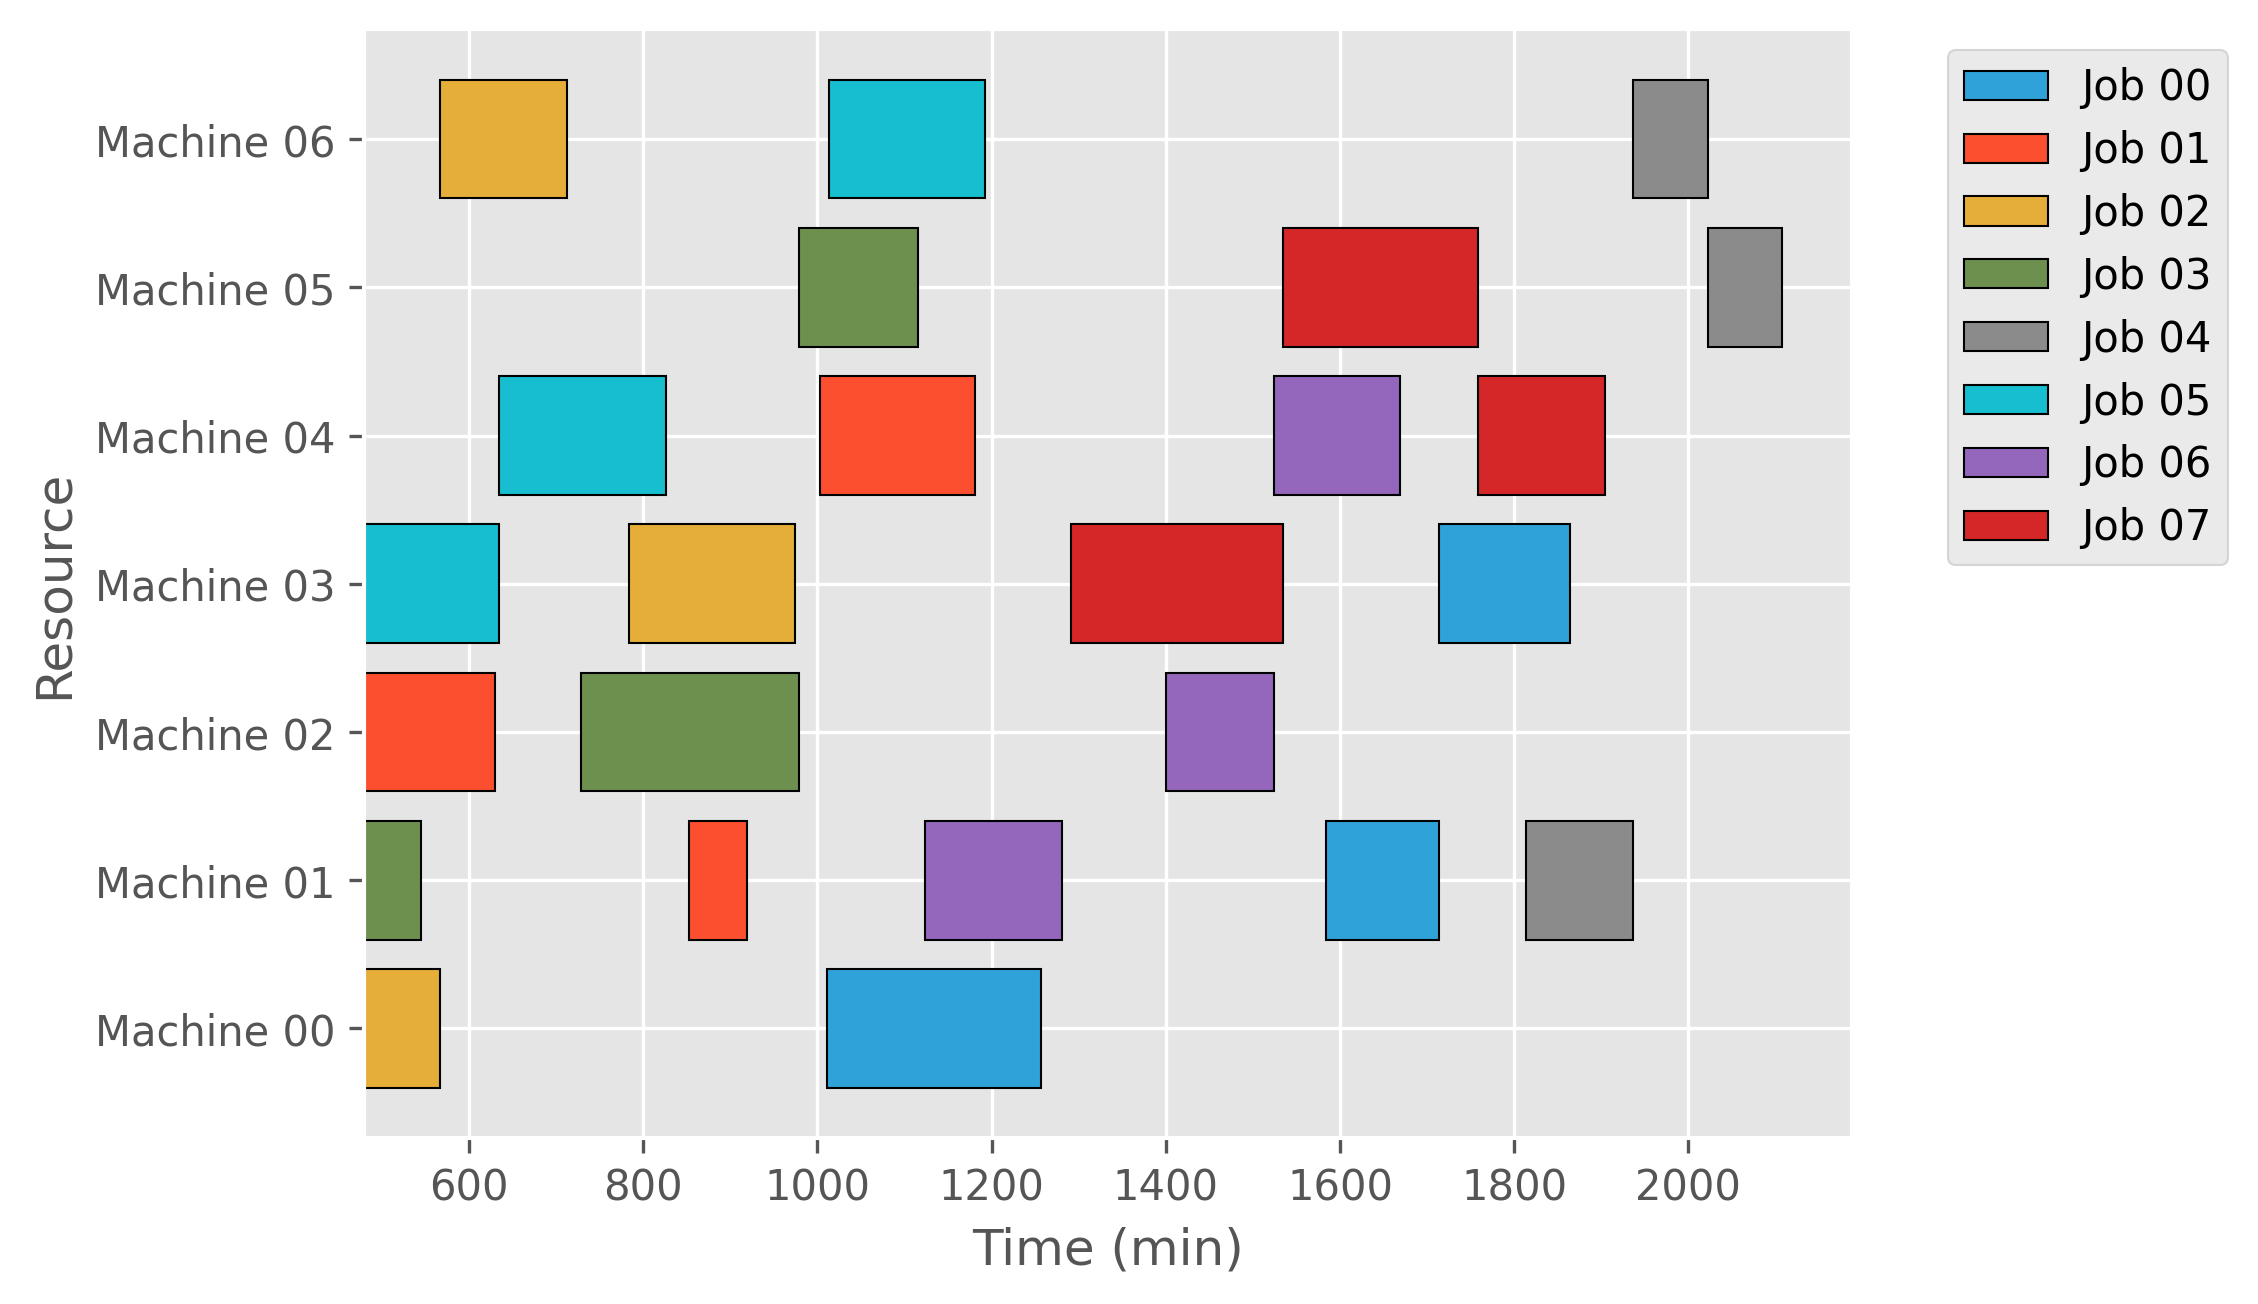 Machine 06
Machine 05
Machine 04
Machine 03
Machine 02
Machine 01
Machine 00
Resource
600 800 1000 1200 1400 1600 1800 2000
Time (min)
Job 00
Job 01
Job 02
Job 03
Job 04
Job 05
Job 06
Job 07